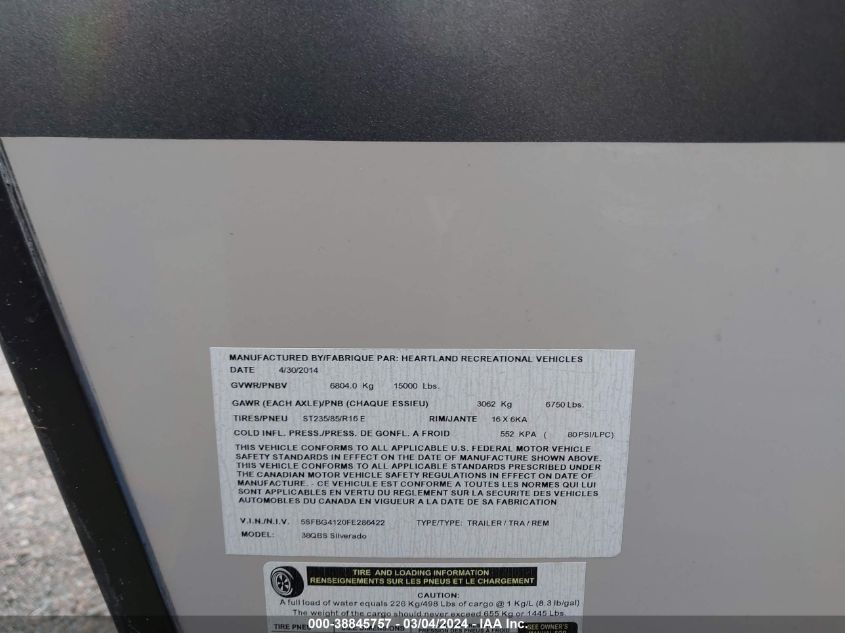 MANUFACTURED BY/FABRIQUE PAR: HEARTLAND RECREATIONAL VEHICLES
DATE 4/30/2014
GVWR/PNBV 6804.0 Kg 15000 Lbs.
GAWR (EACH AXLE)/PNB (CHAQUE ESSIEU) 3062 Kg 6750 Lbs.
TIRES/PNEU ST235/85/R16 E RIM/JANTE 16 X 6KA
COLD INFL. PRESS./PRESS. DE GONFL. A FROID 552 KPA ( 80 PSI/LPC)
THIS VEHICLE CONFORMS TO ALL APPLICABLE U.S. FEDERAL MOTOR VEHICLE
SAFETY STANDARDS IN EFFECT ON THE DATE OF MANUFACTURE SHOWN ABOVE.
THIS VEHICLE CONFORMS TO ALL APPLICABLE STANDARDS PRESCRIBED UNDER
THE CANADIAN MOTOR VEHICLE SAFETY REGULATIONS IN EFFECT ON DATE OF
MANUFACTURE. - CE VEHICULE EST CONFORME A TOUTES LES NORMES QUI LUI
SONT APPLICABLES EN VERTU DU REGLEMENT SUR LA SECURITE DES VEHICLES
AUTOMOBILES DU CANADA EN VIGUEUR A LA DATE DE SA FABRICATION
V.I.N./N.I.V. 5SFBG4120FE286422 TYPE/TYPE: TRAILER / TRA / REM
MODEL: 38QBS Silverado
TIRE AND LOADING INFORMATION
RENSEIGNEMENTS SUR LES PNEUS ET LE CHARGEMENT
CAUTION:
A full load of water equals 226 Kg/498 Lbs of cargo @ 1 Kg/L (8.3 lb/gal)
The weight of the cargo should never exceed 655 Kg or 1445 Lbs.
TIRE PNEU SEE OWNER'S
000-38845757 - 03/04/2024 - IAA Inc.